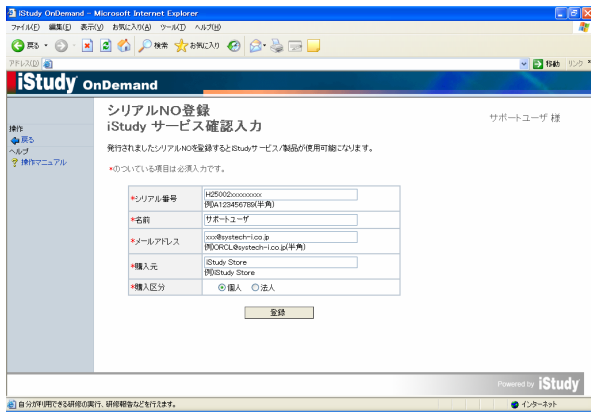 iStudy OnDemand - Microsoft Internet Explorer
ファイル(F) 編集(E) 表示(V) お気に入り(A) ツール(T) ヘルプ(H)
戻る 検索 お気に入り
アドレス(D) 移動 リンク »
iStudy OnDemand
シリアルNO登録
iStudy サービス確認入力
サポートユーザ 様
操作
戻る
ヘルプ
操作マニュアル
発行されましたシリアルNOを登録するとiStudyサービス/製品が使用可能になります。
*のついている項目は必須入力です。
*シリアル番号
H25002xxxxxxxxx
例)A123456789(半角)
*名前
サポートユーザ
*メールアドレス
xxx@systech-i.co.jp
例)ORCL@systech-i.co.jp(半角)
*購入元
iStudy Store
例)iStudy Store
*購入区分
個人 法人
登録
Powered by iStudy
自分が利用できる研修の実行、研修報告などを行えます。
インターネット